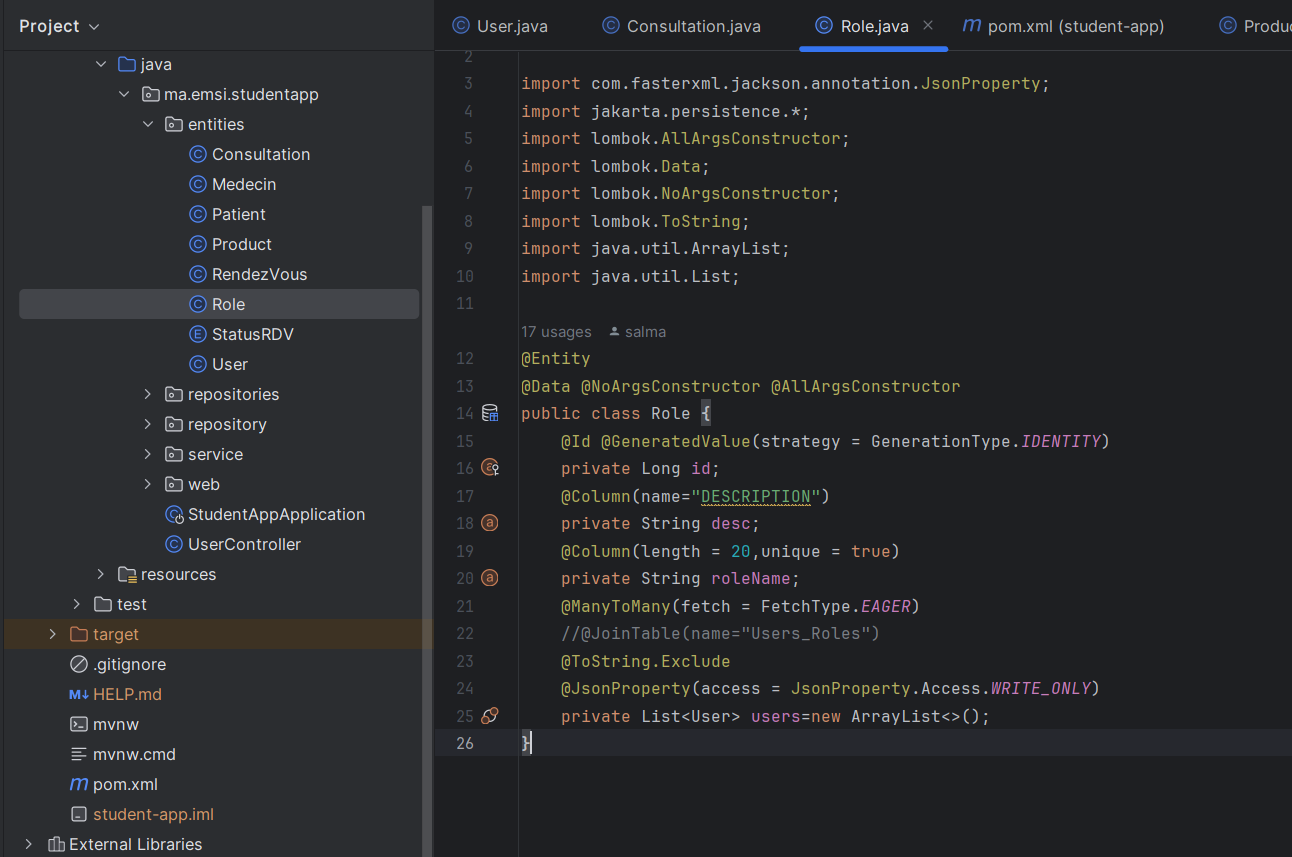 Project
java
ma.emsi.studentapp
entities
Consultation
Medecin
Patient
Product
RendezVous
Role
StatusRDV
User
repositories
repository
service
web
StudentAppApplication
UserController
resources
test
target
.gitignore
HELP.md
mvnw
mvnw.cmd
pom.xml
student-app.iml
External Libraries
User.java Consultation.java Role.java pom.xml (student-app) Produ
2
3 import com.fasterxml.jackson.annotation.JsonProperty;
4 import jakarta.persistence.*;
5 import lombok.AllArgsConstructor;
6 import lombok.Data;
7 import lombok.NoArgsConstructor;
8 import lombok.ToString;
9 import java.util.ArrayList;
10 import java.util.List;
11
17 usages salma
12 @Entity
13 @Data @NoArgsConstructor @AllArgsConstructor
14 public class Role {
15 @Id @GeneratedValue(strategy = GenerationType.IDENTITY)
16 private Long id;
17 @Column(name="DESCRIPTION")
18 private String desc;
19 @Column(length = 20,unique = true)
20 private String roleName;
21 @ManyToMany(fetch = FetchType.EAGER)
22 //@JoinTable(name="Users_Roles")
23 @ToString.Exclude
24 @JsonProperty(access = JsonProperty.Access.WRITE_ONLY)
25 private List<User> users=new ArrayList<>();
26 }